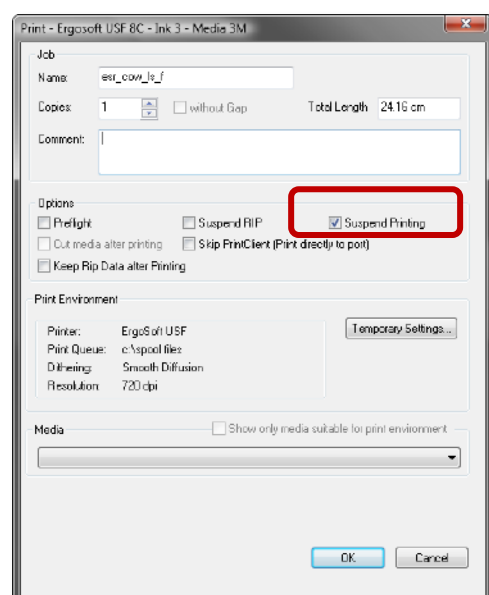 Print - Ergosoft USF 8C - Ink 3 - Media 3M
Job
Name: esr_cow_ls_f
Copies: 1 without Gap Total Length 24.16 cm
Comment:
Options
Preflight Suspend RIP Suspend Printing
Cut media after printing Skip PrintClient (Print directly to port)
Keep Rip Data after Printing
Print Environment
Printer: ErgoSoft USF Temporary Settings...
Print Queue: c:\spool files
Dithering: Smooth Diffusion
Resolution: 720 dpi
Media Show only media suitable for print environment
OK Cancel